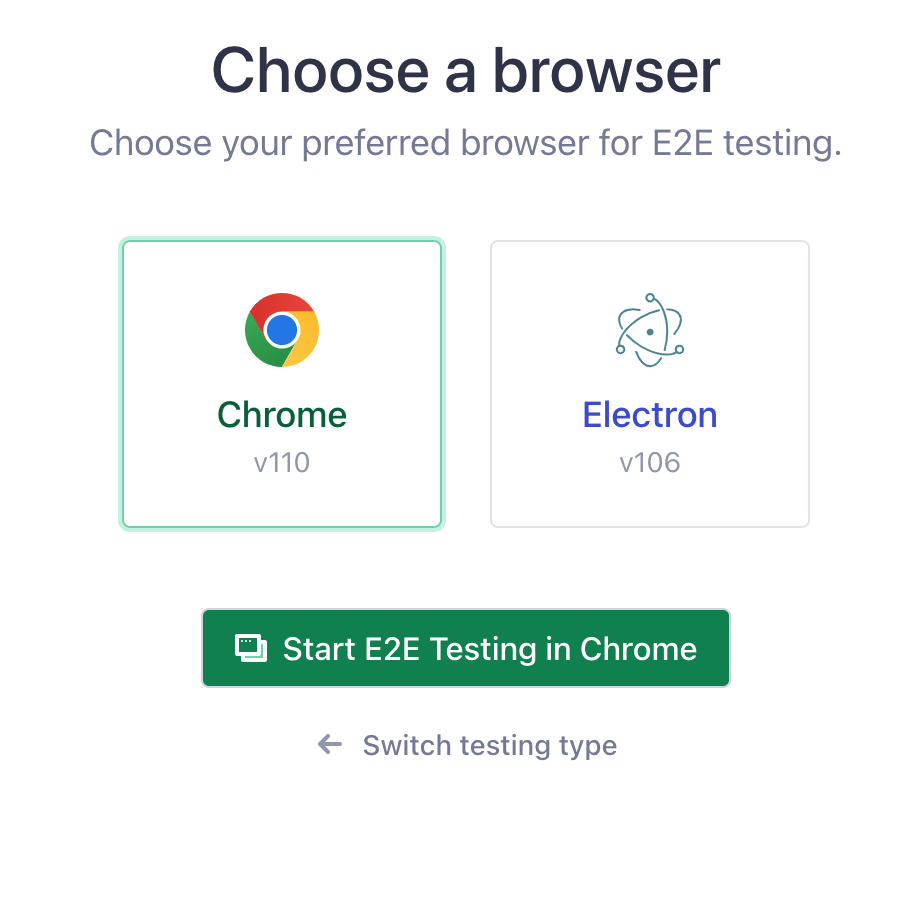 Choose a browser
Choose your preferred browser for E2E testing.
Chrome
v110
Electron
v106
Start E2E Testing in Chrome
Switch testing type